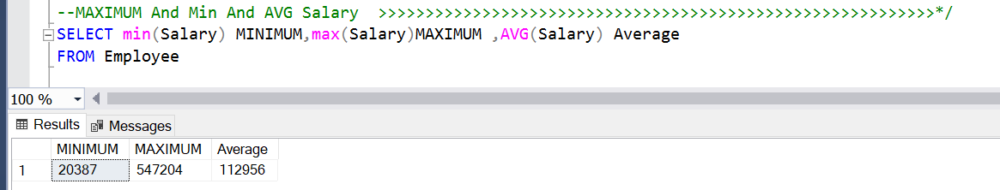 --MAXIMUM And Min And AVG Salary  >>>>>>>>>>>>>>>>>>>>>>>>>>>>>>>>>>>>>>>>>>>>>>>>>>>>>>>>>>>*/
SELECT min(Salary) MINIMUM,max(Salary)MAXIMUM ,AVG(Salary) Average
FROM Employee
100 %
Results Messages
MINIMUM MAXIMUM Average
1 20387 547204 112956